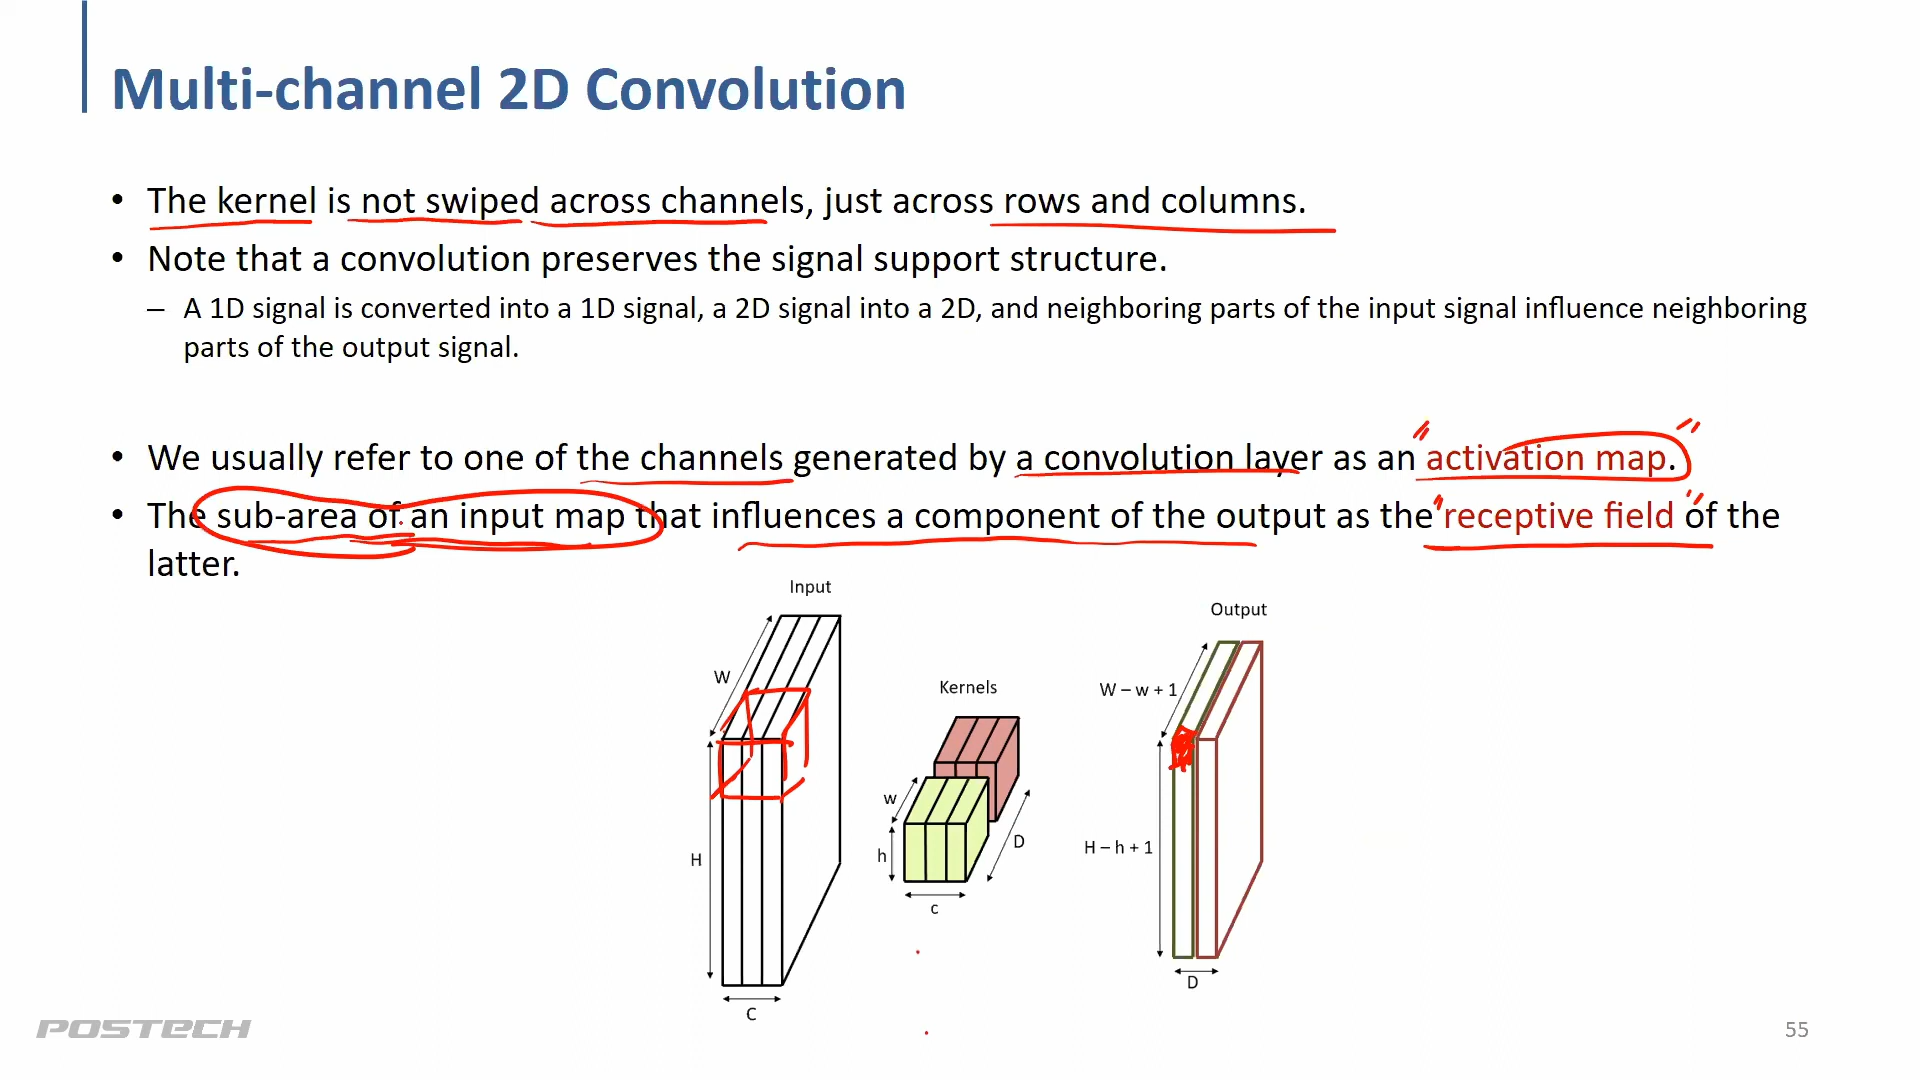 Multi-channel 2D Convolution
• The kernel is not swiped across channels, just across rows and columns.
• Note that a convolution preserves the signal support structure.
– A 1D signal is converted into a 1D signal, a 2D signal into a 2D, and neighboring parts of the input signal influence neighboring
parts of the output signal.
• We usually refer to one of the channels generated by a convolution layer as an activation map.
• The sub-area of an input map that influences a component of the output as the receptive field of the
latter.
Input
W
H
C
Kernels
w
h
c
D
Output
W – w + 1
H – h + 1
D
POSTECH
55